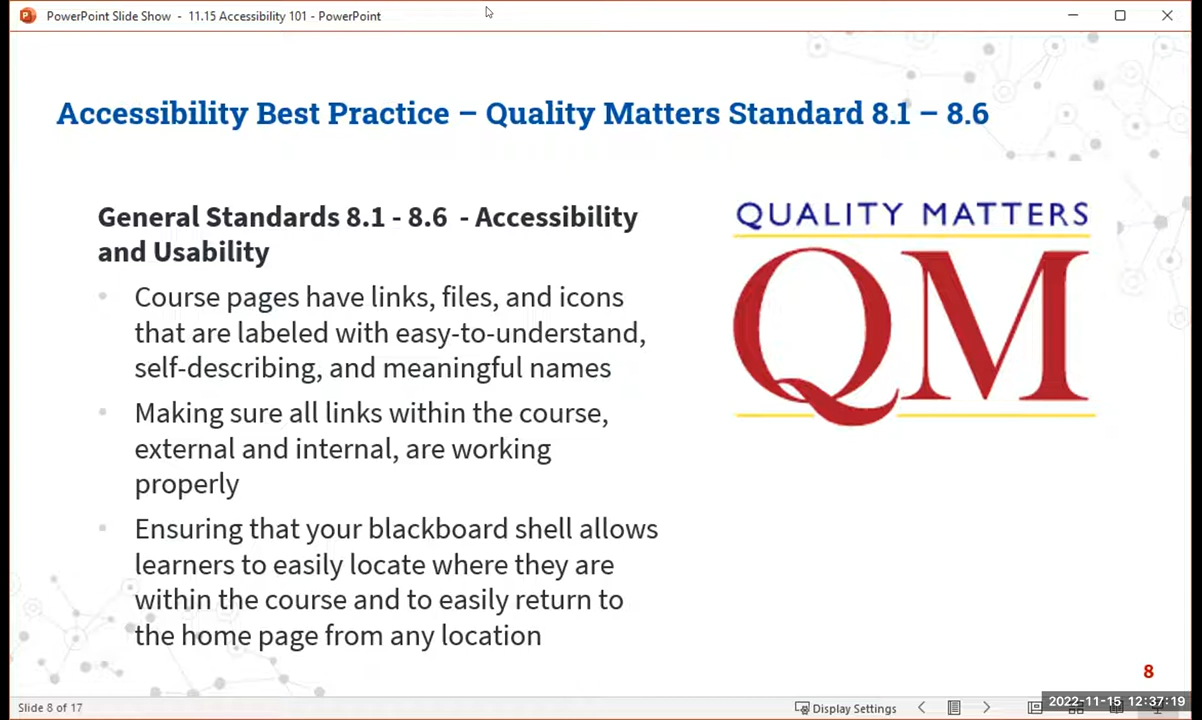 PowerPoint Slide Show - 11.15 Accessibility 101 - PowerPoint
Accessibility Best Practice – Quality Matters Standard 8.1 – 8.6
General Standards 8.1 - 8.6 - Accessibility
and Usability
Course pages have links, files, and icons
that are labeled with easy-to-understand,
self-describing, and meaningful names
Making sure all links within the course,
external and internal, are working
properly
Ensuring that your blackboard shell allows
learners to easily locate where they are
within the course and to easily return to
the home page from any location
QUALITY MATTERS
QM
8
Slide 8 of 17
Display Settings
2022-11-15 12:37:19